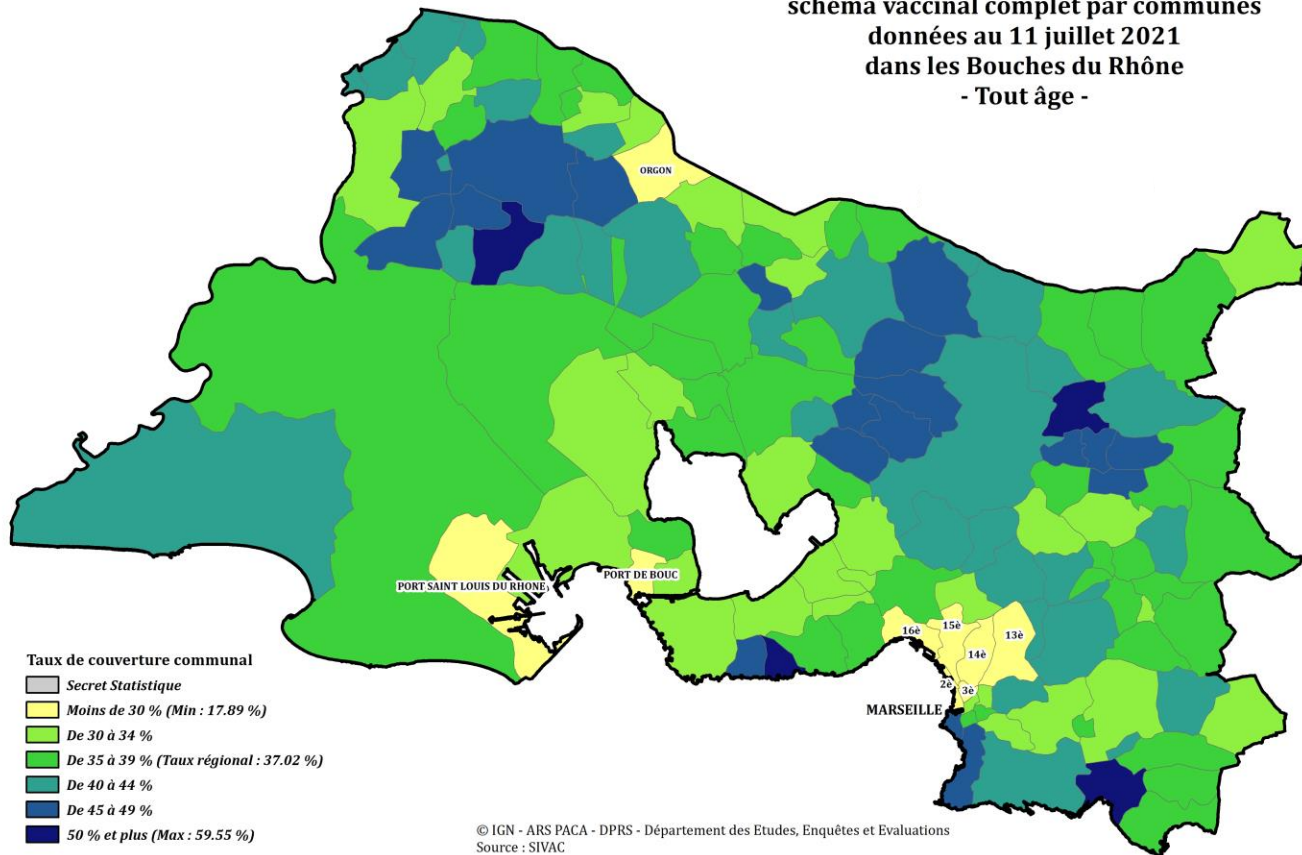 schéma vaccinal complet par communes
données au 11 juillet 2021
dans les Bouches du Rhône
- Tout âge -
ORGON
PORT SAINT LOUIS DU RHONE
PORT DE BOUC
16è
15è
13è
14è
2è
3è
MARSEILLE
Taux de couverture communal
Secret Statistique
Moins de 30 % (Min : 17.89 %)
De 30 à 34 %
De 35 à 39 % (Taux régional : 37.02 %)
De 40 à 44 %
De 45 à 49 %
50 % et plus (Max : 59.55 %)
© IGN - ARS PACA - DPRS - Département des Etudes, Enquêtes et Evaluations
Source : SIVAC